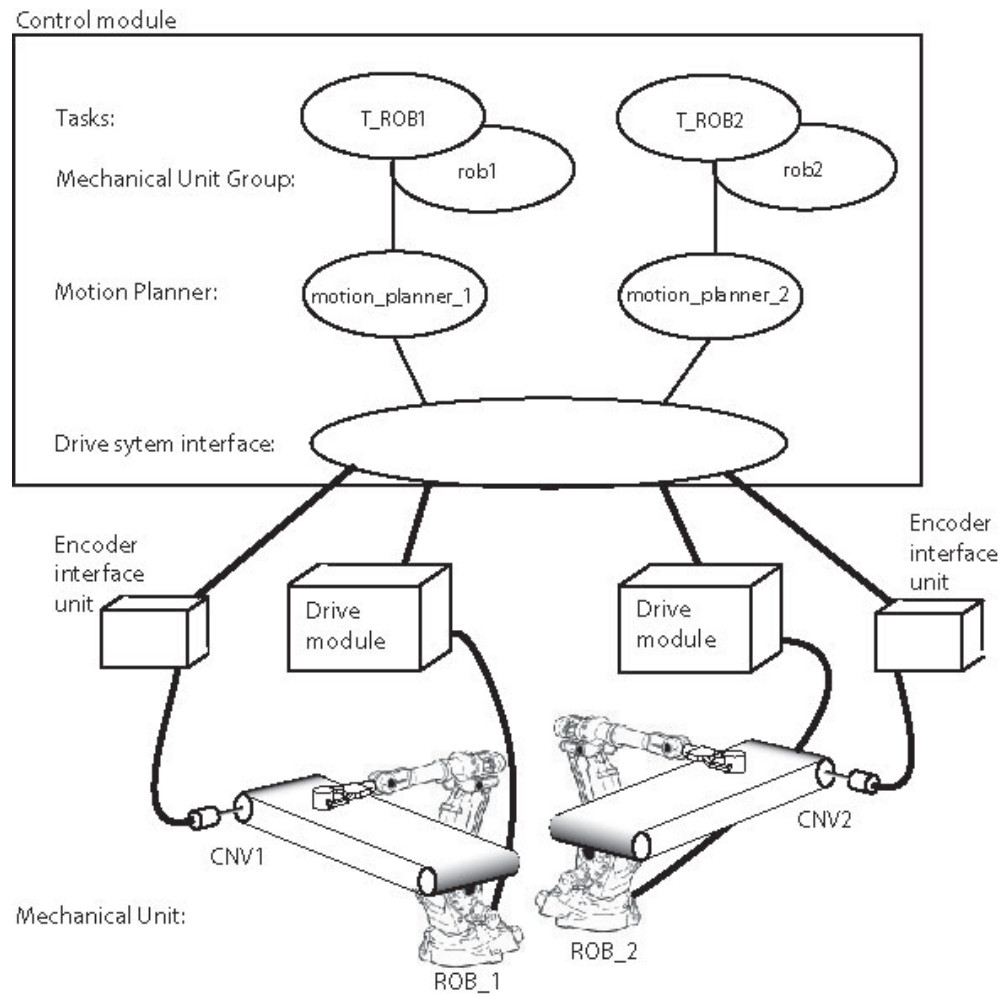 Control module
Tasks:
T_ROB1
T_ROB2
Mechanical Unit Group:
rob1
rob2
Motion Planner:
motion_planner_1
motion_planner_2
Drive sytem interface:
Encoder
interface
unit
Drive
module
Drive
module
Encoder
interface
unit
CNV1
CNV2
Mechanical Unit:
ROB_1
ROB_2